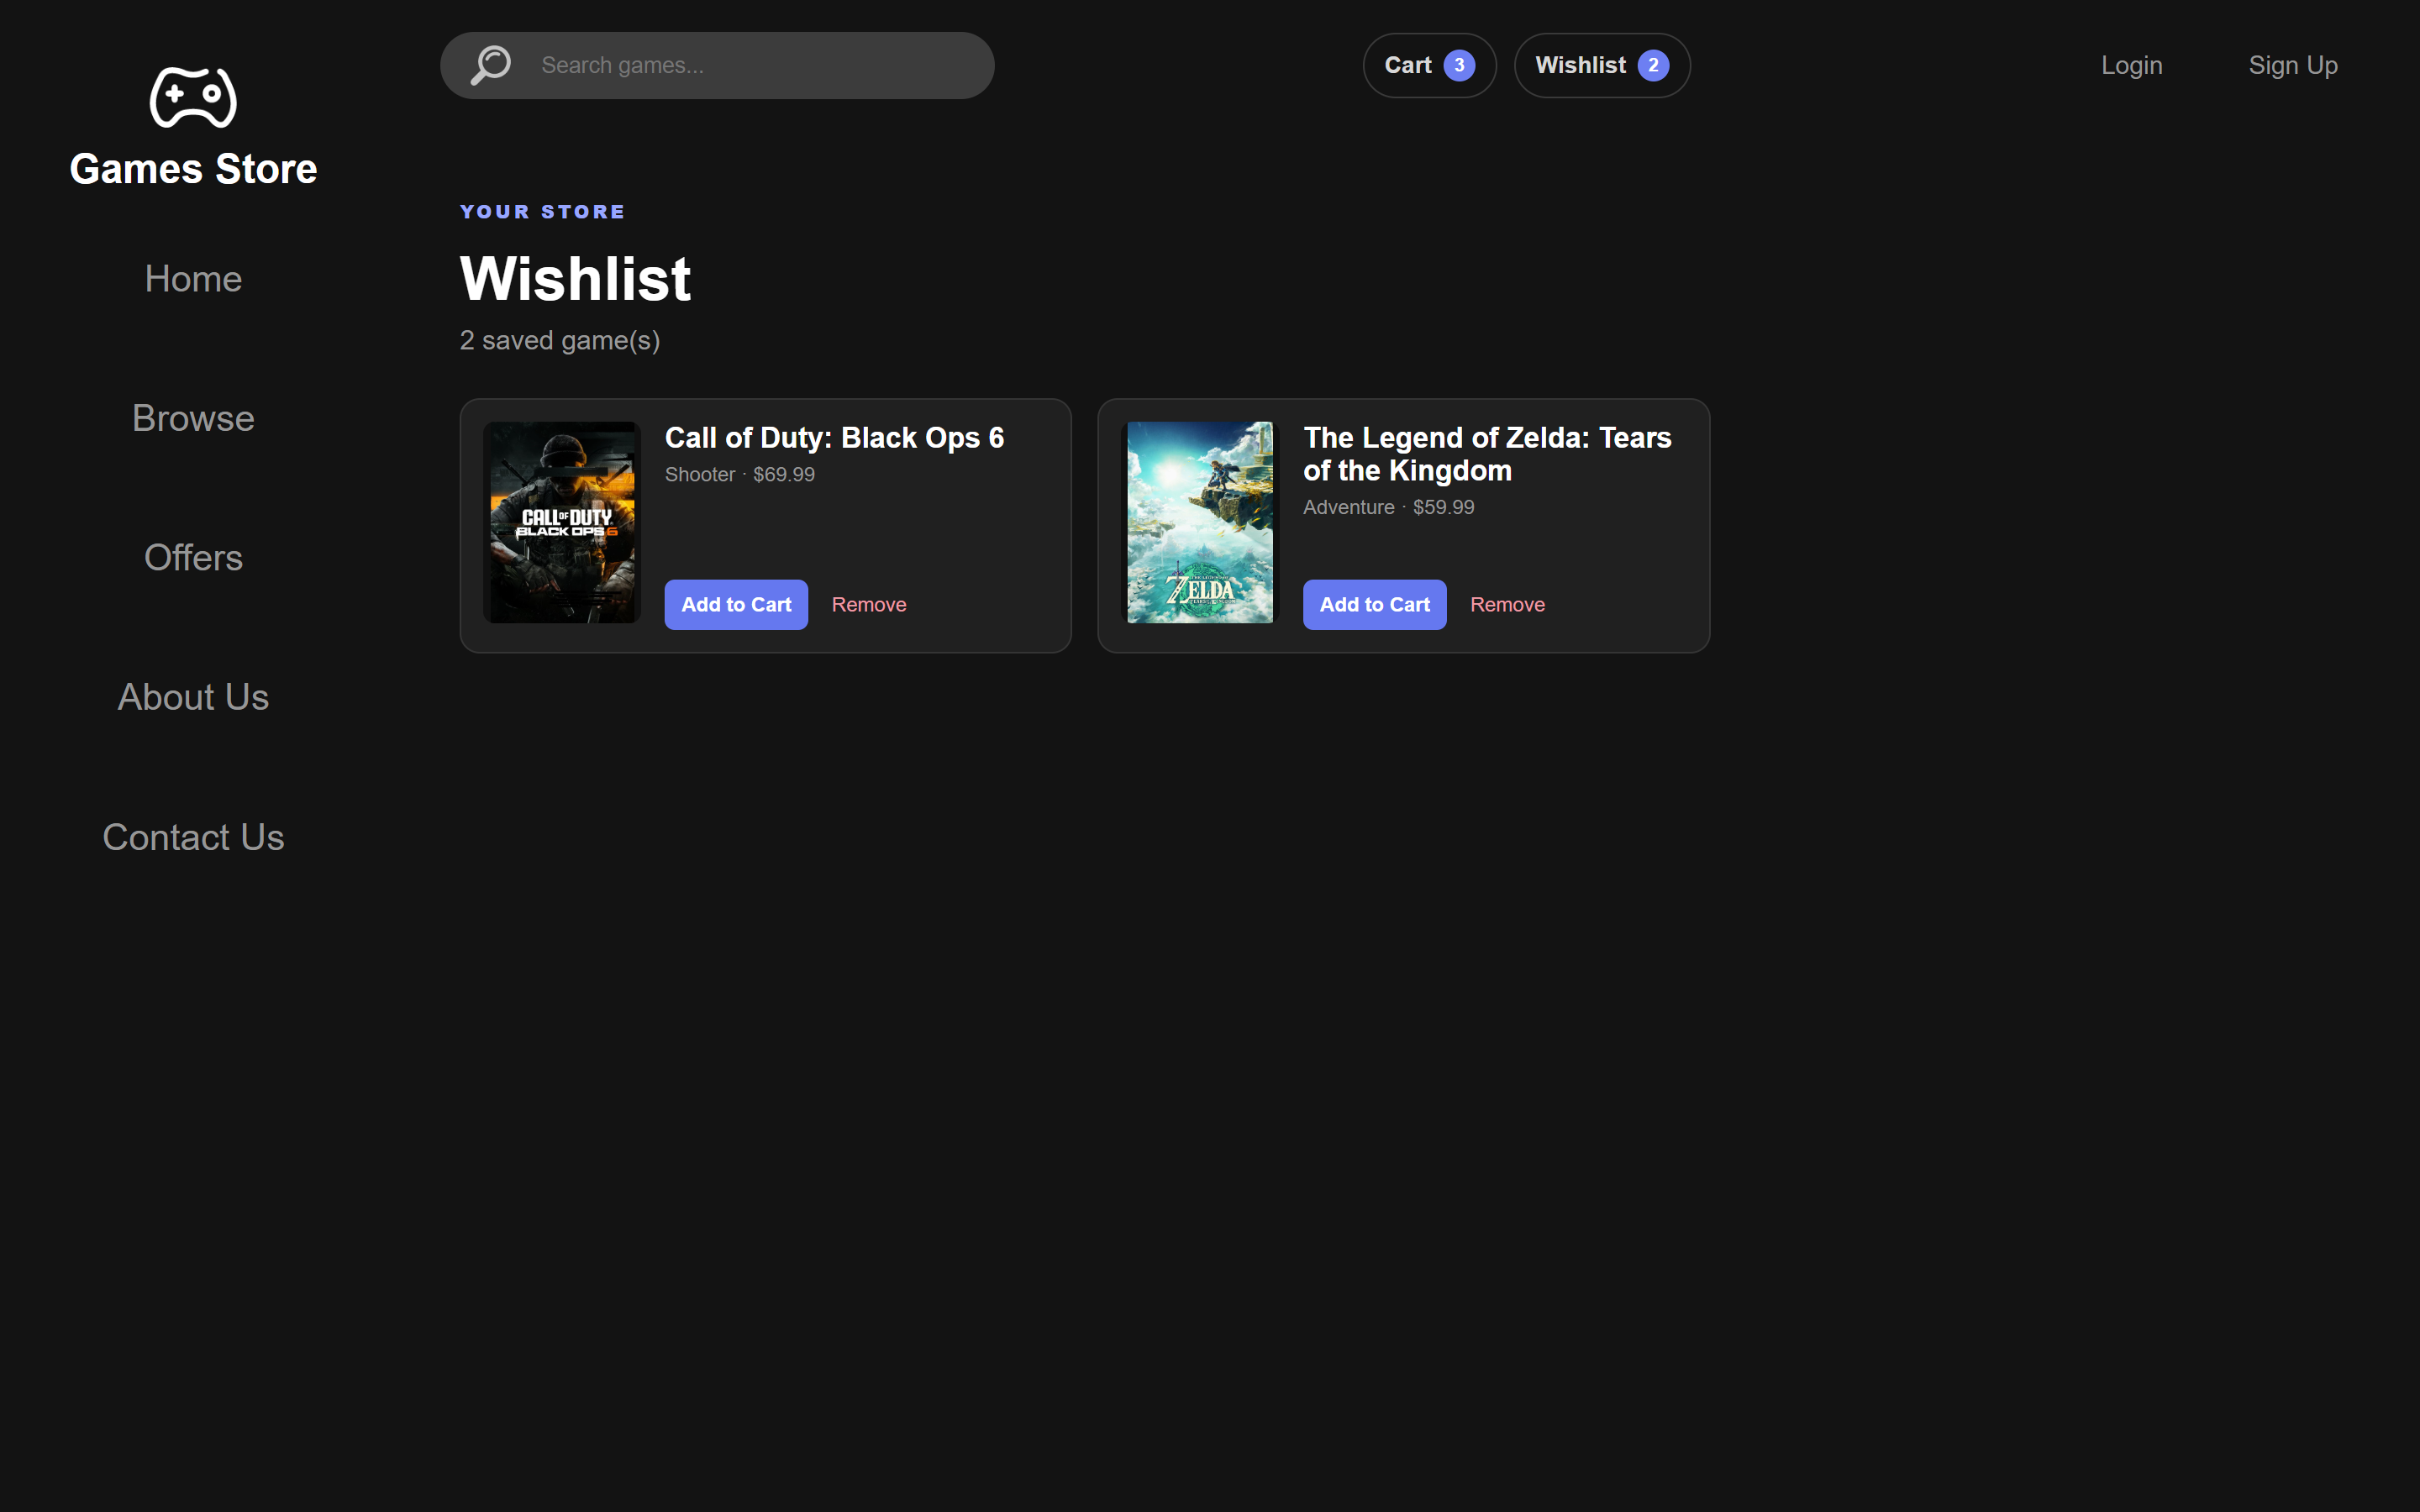 Games Store
Home
Browse
Offers
About Us
Contact Us
Search games...
Cart 3
Wishlist 2
Login
Sign Up
YOUR STORE
Wishlist
2 saved game(s)
CALL OF DUTY
BLACK OPS 6
Call of Duty: Black Ops 6
Shooter · $69.99
Add to Cart
Remove
THE LEGEND OF
ZELDA
The Legend of Zelda: Tears
of the Kingdom
Adventure · $59.99
Add to Cart
Remove